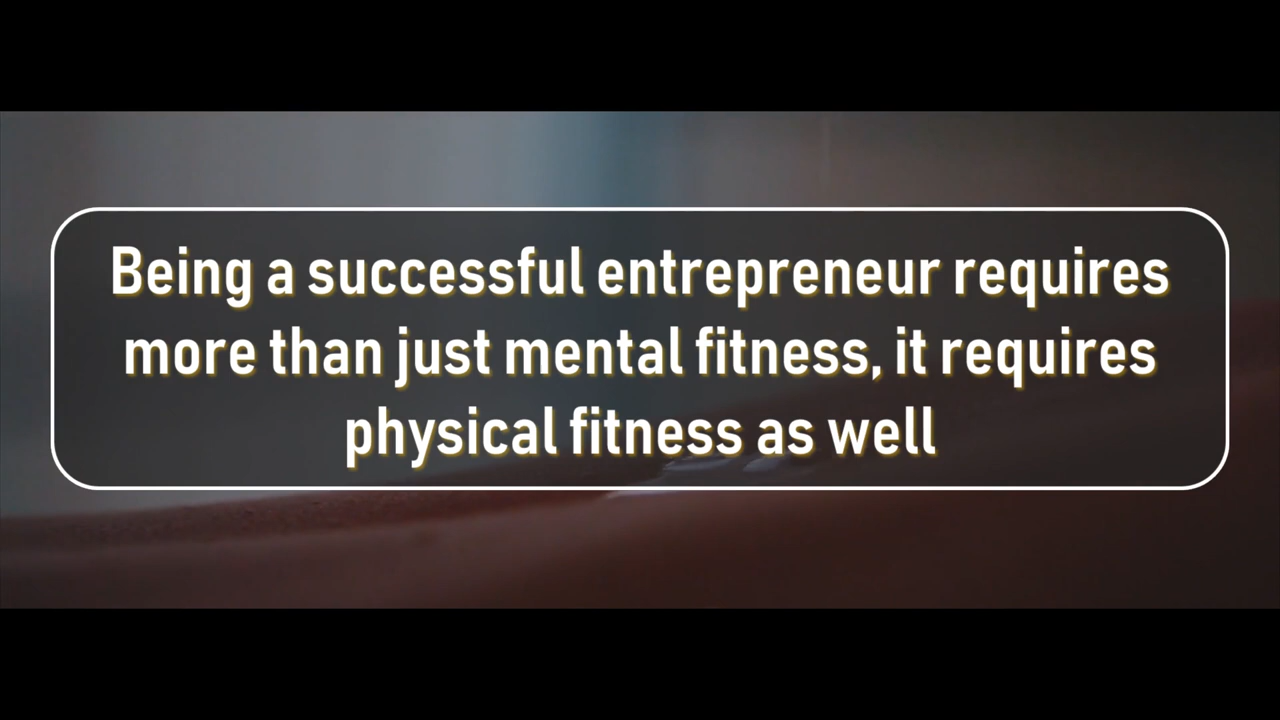 Being a successful entrepreneur requires
more than just mental fitness, it requires
physical fitness as well